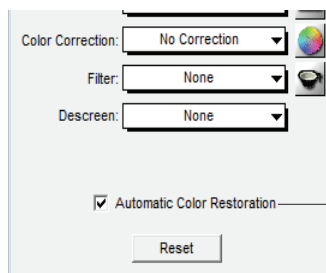 Color Correction: No Correction
Filter: None
Descreen: None
Automatic Color Restoration
Reset